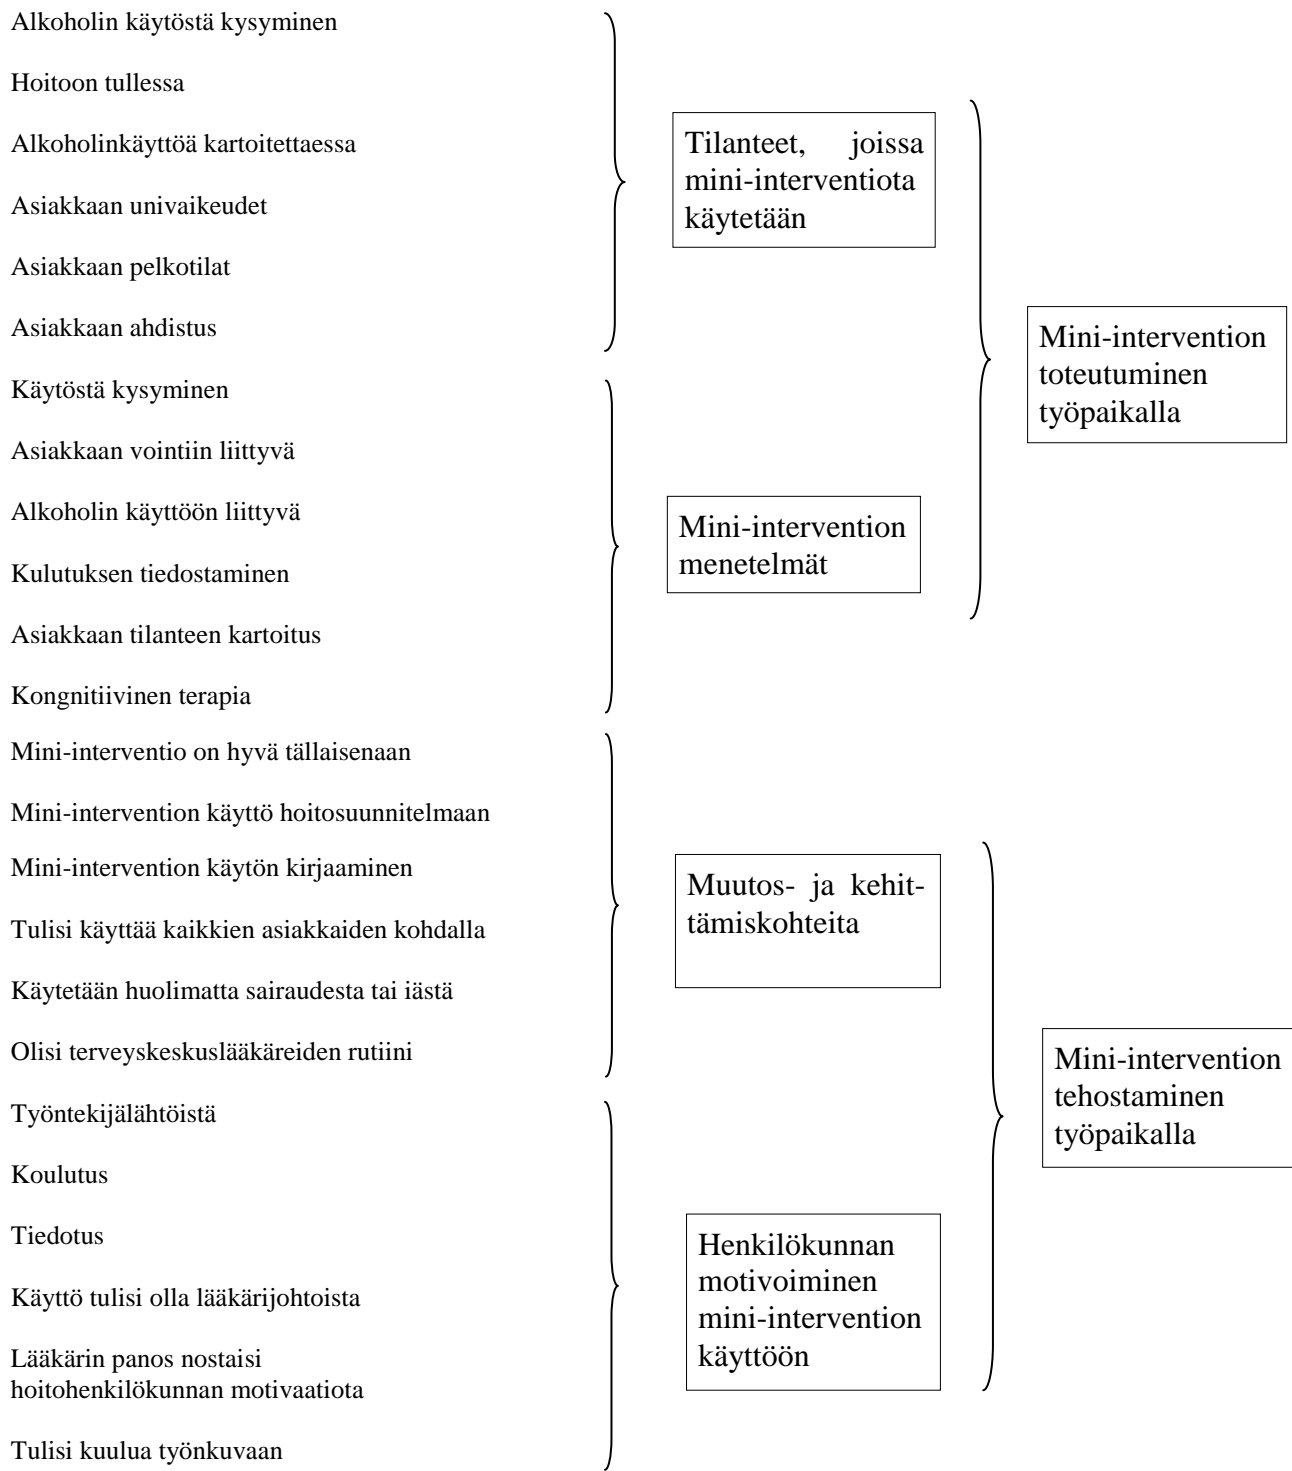 Alkoholin käytöstä kysyminen
Hoitoon tullessa
Alkoholinkäyttöä kartoitettaessa
Asiakkaan univaikeudet
Asiakkaan pelkotilat
Asiakkaan ahdistus
Tilanteet, joissa
mini-interventiota
käytetään
Käytöstä kysyminen
Asiakkaan vointiin liittyvä
Alkoholin käyttöön liittyvä
Kulutuksen tiedostaminen
Asiakkaan tilanteen kartoitus
Kongnitiivinen terapia
Mini-intervention
menetelmät
Mini-intervention
toteutuminen
työpaikalla
Mini-interventio on hyvä tällaisenaan
Mini-intervention käyttö hoitosuunnitelmaan
Mini-intervention käytön kirjaaminen
Tulisi käyttää kaikkien asiakkaiden kohdalla
Käytetään huolimatta sairaudesta tai iästä
Olisi terveyskeskuslääkäreiden rutiini
Muutos- ja kehit-
tämiskohteita
Työntekijälähtöistä
Koulutus
Tiedotus
Käyttö tulisi olla lääkärijohtoista
Lääkärin panos nostaisi
hoitohenkilökunnan motivaatiota
Tulisi kuulua työnkuvaan
Henkilökunnan
motivoiminen
mini-intervention
käyttöön
Mini-intervention
tehostaminen
työpaikalla